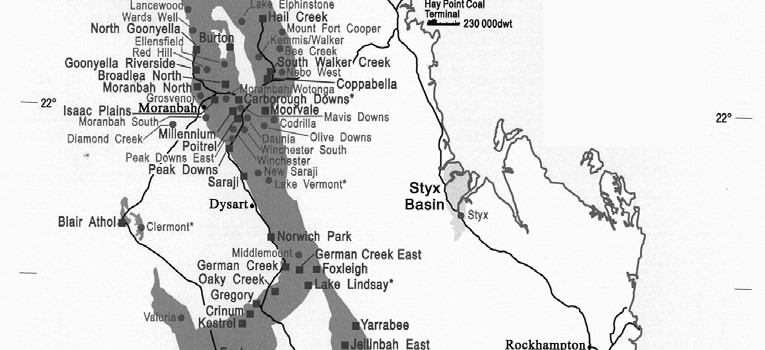 Lancewood
Lake Elphinstone
Hay Point Coal
Terminal
230 000dwt
Wards Well
Hail Creek
North Goonyella
Burton
Mount Fort Cooper
Ellensfield
Kemmis/Walker
Red Hill
Bee Creek
Goonyella Riverside
South Walker Creek
Broadlea North
Nebo West
Moranbah North
Coppabella
Moranbah/Wotonga
Grosvenor
Carborough Downs*
22°
Moranbah
Isaac Plains
Moorvale
Mavis Downs
22°
Moranbah South
Codrilla
Diamond Creek
Millennium
Daunia
Olive Downs
Poitrel
Winchester South
Peak Downs East
Winchester
Peak Downs
New Saraji
Saraji
Lake Vermont*
Styx
Basin
Dysart
Styx
Blair Athol
Clermont*
Norwich Park
Middlemount
German Creek East
German Creek
Foxleigh
Oaky Creek
Lake Lindsay*
Gregory
Crinum
Valeria
Kestrel
Yarrabee
Rockhampton
Jellinbah East